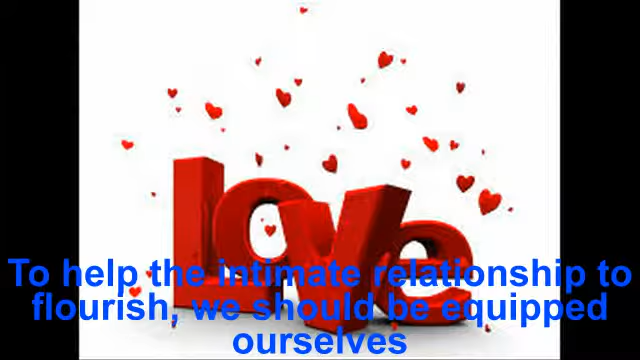 Love
To help the intimate relationship to
flourish, we should be equipped
ourselves